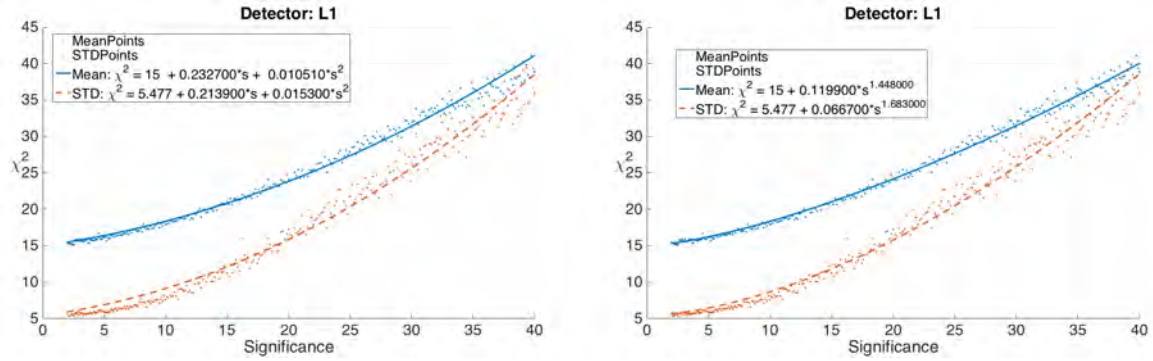 Detector: L1
45
40
35
30
25
20
15
10
5
χ²
MeanPoints
STDPoints
Mean: χ² = 15 + 0.232700*s + 0.010510*s²
STD: χ² = 5.477 + 0.213900*s + 0.015300*s²
0 5 10 15 20 25 30 35 40
Significance
Detector: L1
45
40
35
30
25
20
15
10
5
χ²
MeanPoints
STDPoints
Mean: χ² = 15 + 0.119900*s^1.448000
STD: χ² = 5.477 + 0.066700*s^1.683000
0 5 10 15 20 25 30 35 40
Significance